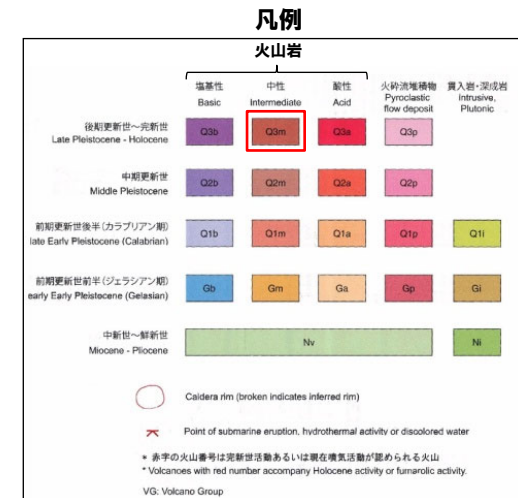 凡例
火山岩
塩基性 中性 酸性 火砕流堆積物 貫入岩・深成岩
Basic Intermediate Acid Pyroclastic flow deposit Intrusive, Plutonic
後期更新世～完新世
Late Pleistocene - Holocene
Q3b Q3m Q3a Q3p
中期更新世
Middle Pleistocene
Q2b Q2m Q2a Q2p
前期更新世後半(カラブリアン期)
late Early Pleistocene (Calabrian)
Q1b Q1m Q1a Q1p Q1i
前期更新世前半(ジェラシアン期)
early Early Pleistocene (Gelasian)
Gb Gm Ga Gp Gi
中新世～鮮新世
Miocene - Pliocene
Nv Ni
Caldera rim (broken indicates inferred rim)
Point of submarine eruption, hydrothermal activity or discolored water
* 赤字の火山番号は完新世活動あるいは現在噴気活動が認められる火山
* Volcanoes with red number accompany Holocene activity or fumarolic activity.
VG: Volcano Group